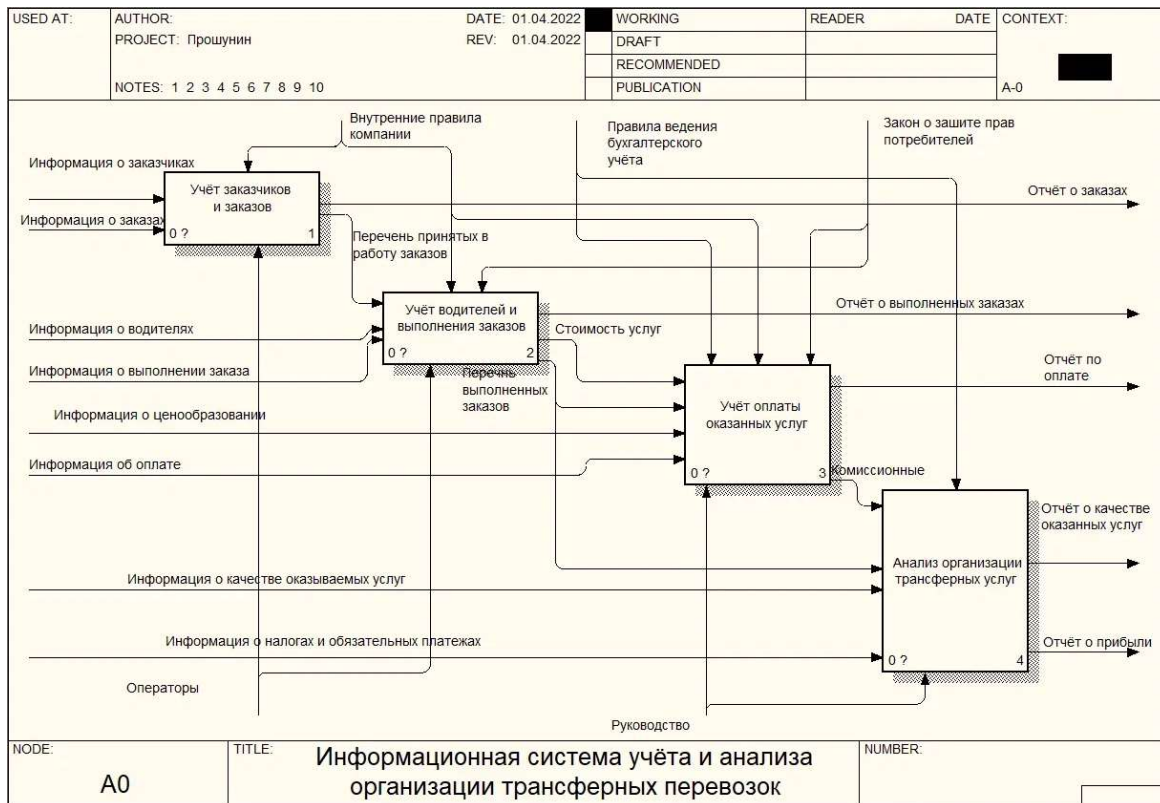 USED AT:
AUTHOR:
DATE: 01.04.2022
WORKING
READER
DATE
CONTEXT:
PROJECT: Прошунин
REV: 01.04.2022
DRAFT
RECOMMENDED
NOTES: 1 2 3 4 5 6 7 8 9 10
PUBLICATION
A-0
Внутренние правила
компании
Правила ведения
бухгалтерского
учёта
Закон о зашите прав
потребителей
Информация о заказчиках
Учёт заказчиков
и заказов
0 ?
1
Отчёт о заказах
Информация о заказах
Перечень принятых в
работу заказов
Учёт водителей и
выполнения заказов
0 ?
2
Отчёт о выполненных заказах
Информация о водителях
Стоимость услуг
Информация о выполнении заказа
Перечнь
выполненных
заказов
Отчёт по
оплате
Информация о ценообразовании
Учёт оплаты
оказанных услуг
0 ?
3
Информация об оплате
Комиссионные
Отчёт о качестве
оказанных услуг
Анализ организации
трансферных услуг
0 ?
4
Информация о качестве оказываемых услуг
Информация о налогах и обязательных платежах
Отчёт о прибыли
Операторы
Руководство
NODE:
A0
TITLE:
Информационная система учёта и анализа
организации трансферных перевозок
NUMBER: